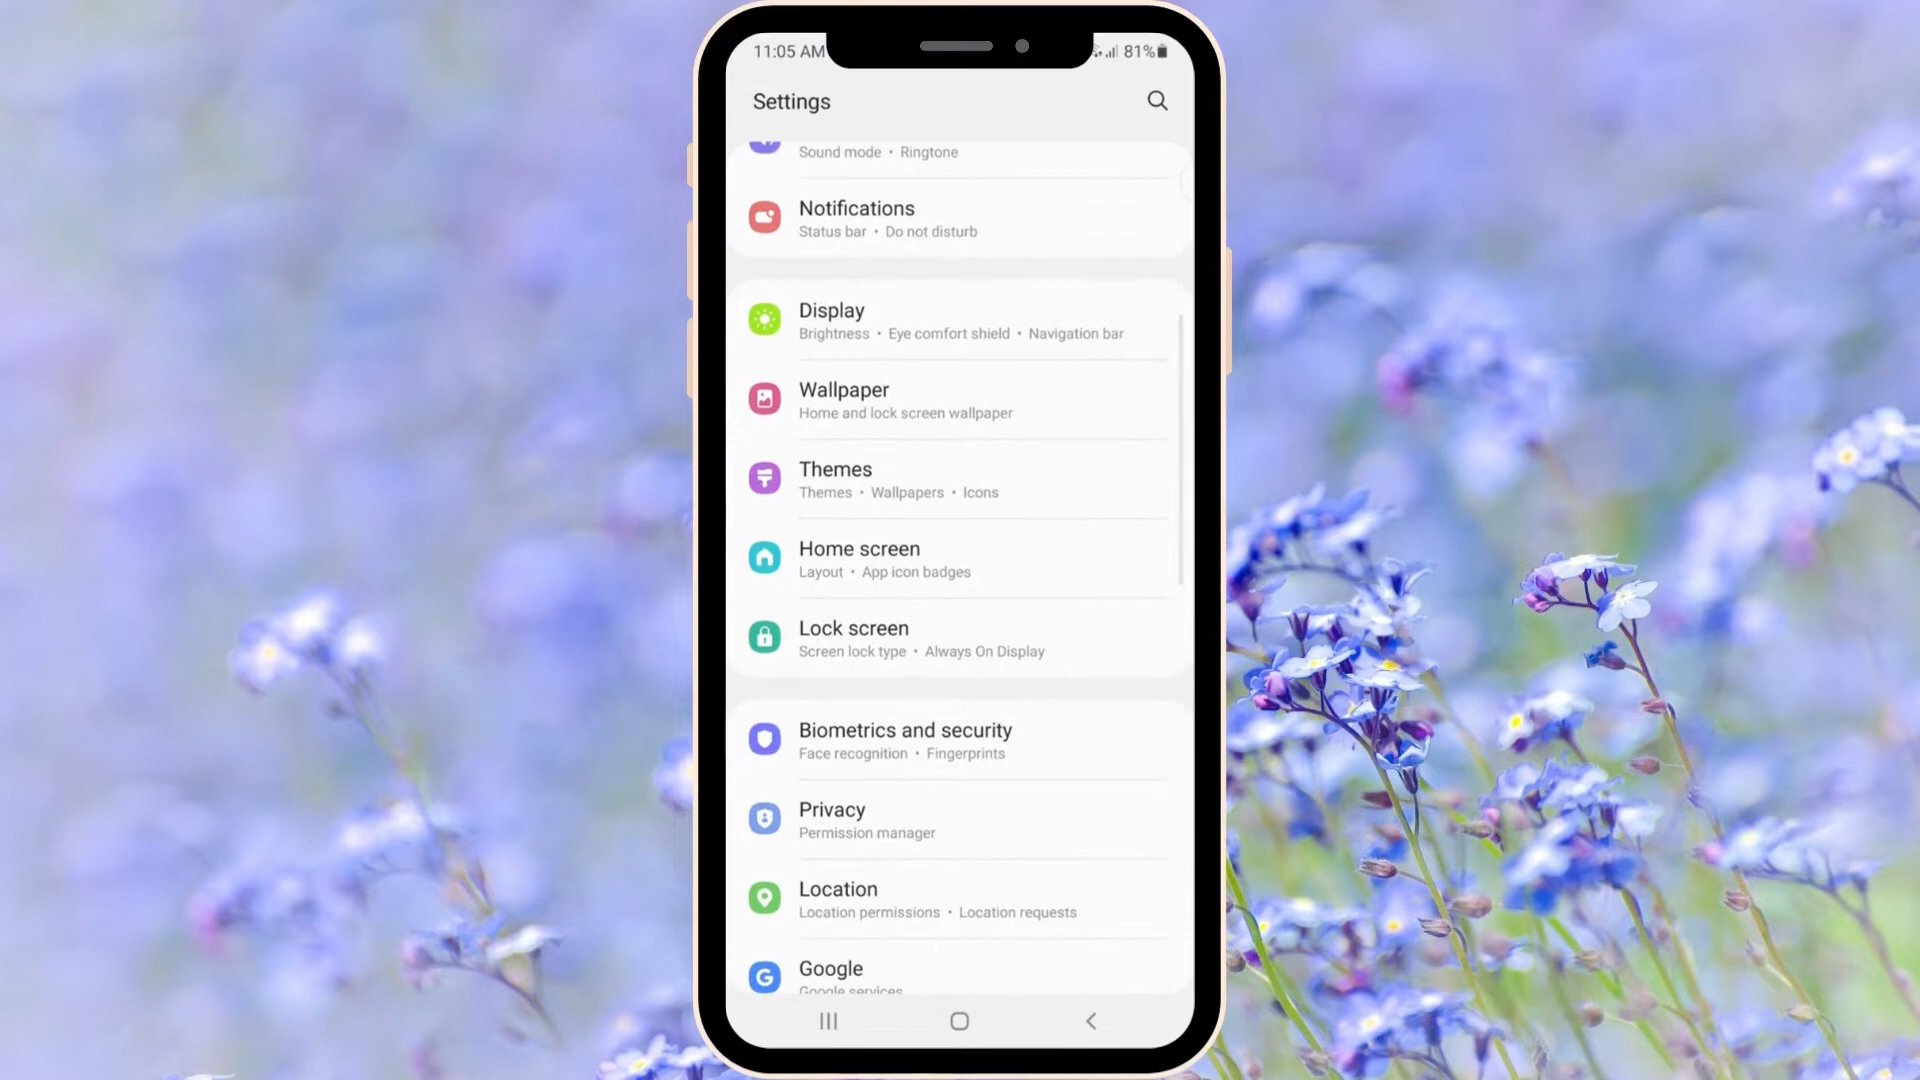 11:05 AM 81%
Settings
Sound mode • Ringtone
Notifications
Status bar • Do not disturb
Display
Brightness • Eye comfort shield • Navigation bar
Wallpaper
Home and lock screen wallpaper
Themes
Themes • Wallpapers • Icons
Home screen
Layout • App icon badges
Lock screen
Screen lock type • Always On Display
Biometrics and security
Face recognition • Fingerprints
Privacy
Permission manager
Location
Location permissions • Location requests
Google
Google services